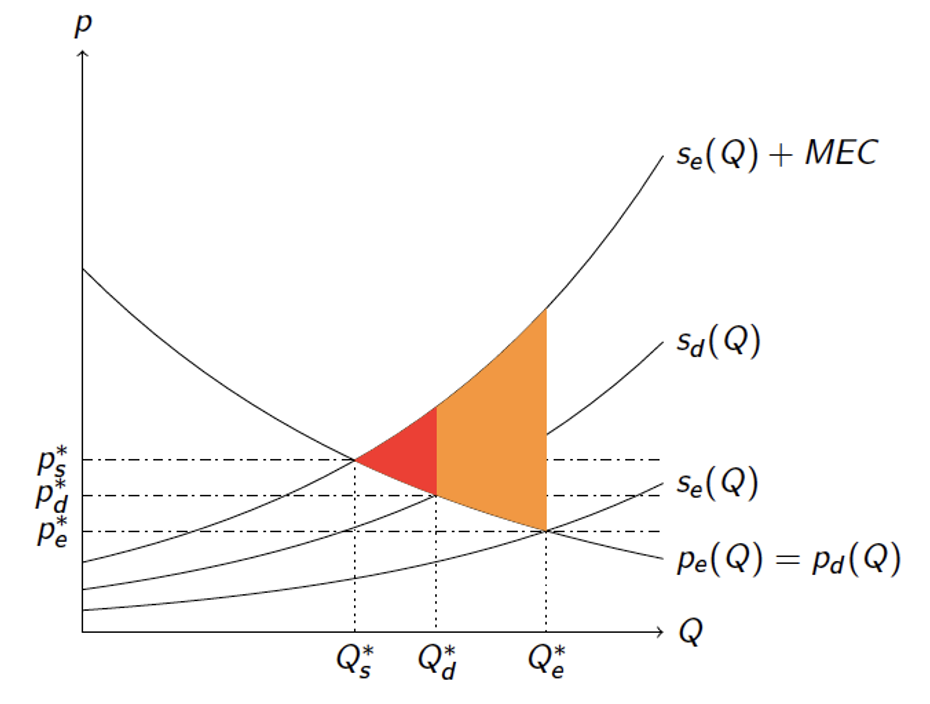 p
s_e(Q) + MEC
s_d(Q)
p_s^*
p_d^*
s_e(Q)
p_e^*
p_e(Q) = p_d(Q)
Q
Q_s^* Q_d^* Q_e^*